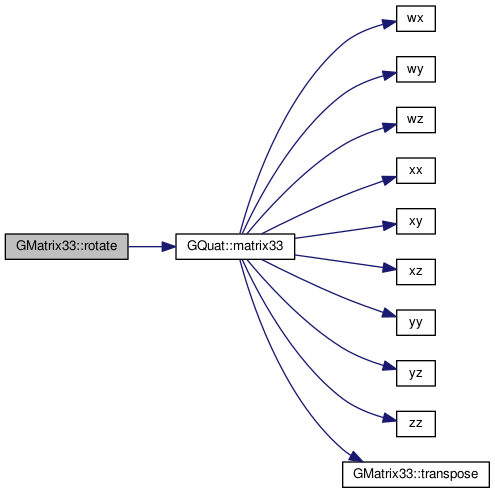 GMatrix33::rotate
GQuat::matrix33
wx
wy
wz
xx
xy
xz
yy
yz
zz
GMatrix33::transpose